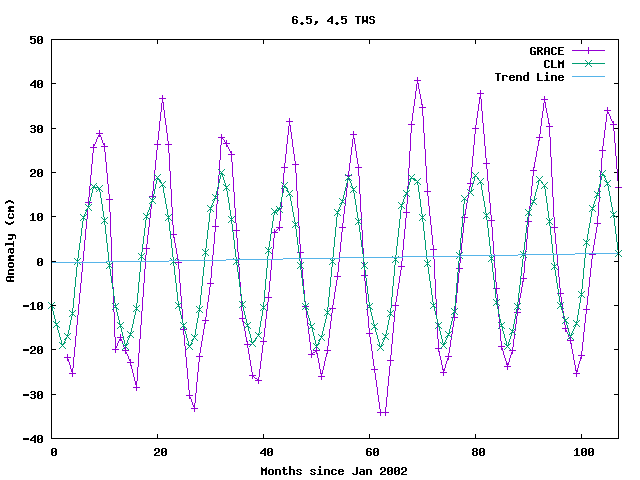 6.5, 4.5 TWS
GRACE
CLM
Trend Line
50
40
30
20
10
0
-10
-20
-30
-40
Anomaly (cm)
0 20 40 60 80 100
Months since Jan 2002